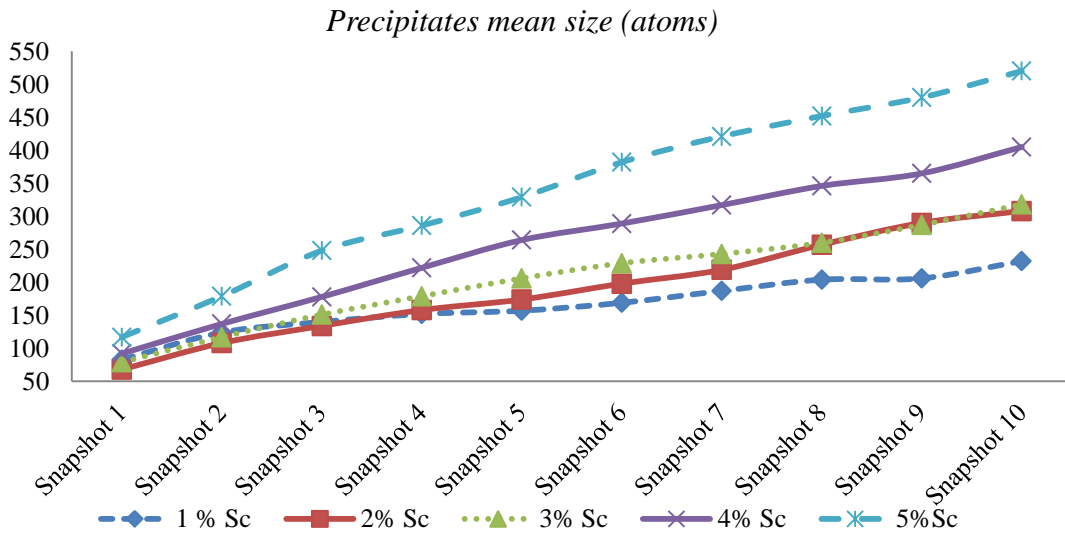 Precipitates mean size (atoms)
550
500
450
400
350
300
250
200
150
100
50
Snapshot 1
Snapshot 2
Snapshot 3
Snapshot 4
Snapshot 5
Snapshot 6
Snapshot 7
Snapshot 8
Snapshot 9
Snapshot 10
1 % Sc 2% Sc 3% Sc 4% Sc 5%Sc